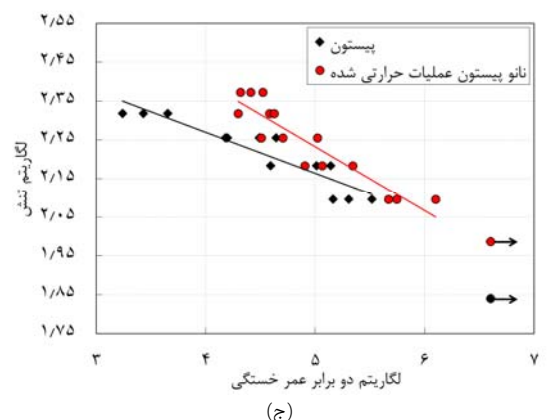 ۲٫۵۵
۲٫۴۵
۲٫۳۵
۲٫۲۵
۲٫۱۵
۲٫۰۵
۱٫۹۵
۱٫۸۵
۱٫۷۵
لگاریتم تنش
پیستون
نانو پیستون عملیات حرارتی شده
۳ ۴ ۵ ۶ ۷
لگاریتم دو برابر عمر خستگی
(ج)